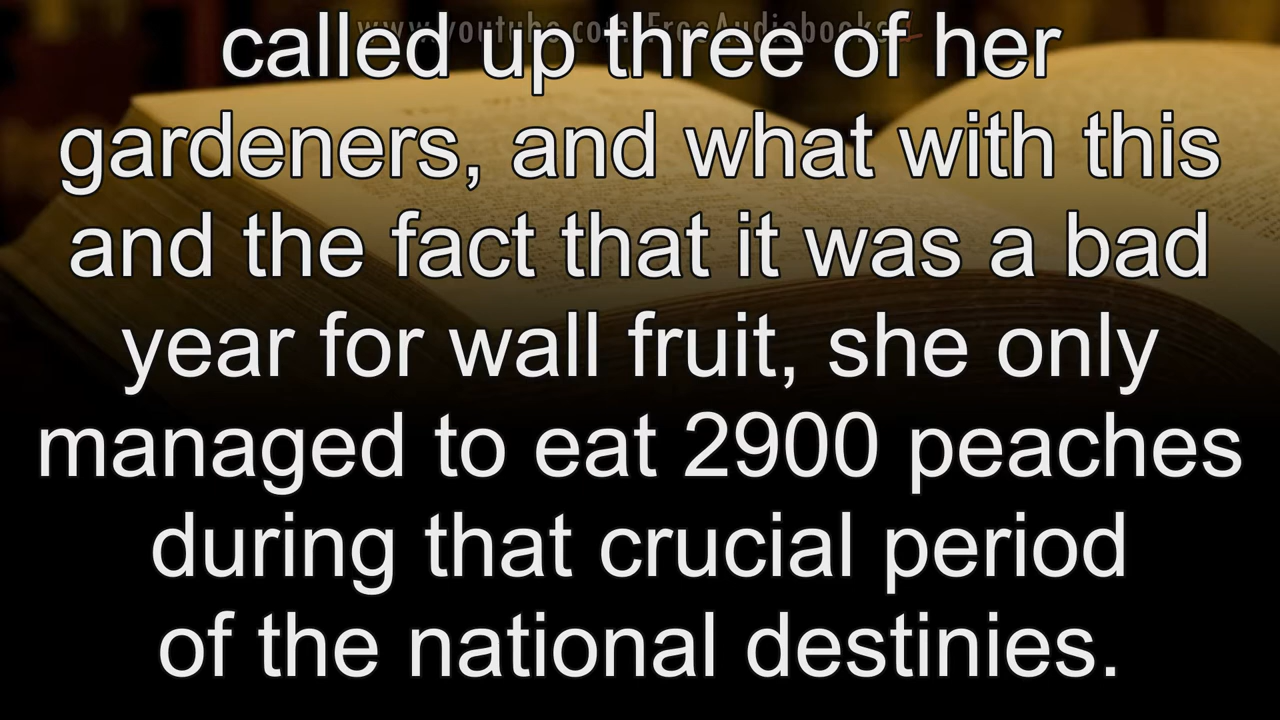 www.youtube.com/FreeAudiobooks
called up three of her
gardeners, and what with this
and the fact that it was a bad
year for wall fruit, she only
managed to eat 2900 peaches
during that crucial period
of the national destinies.